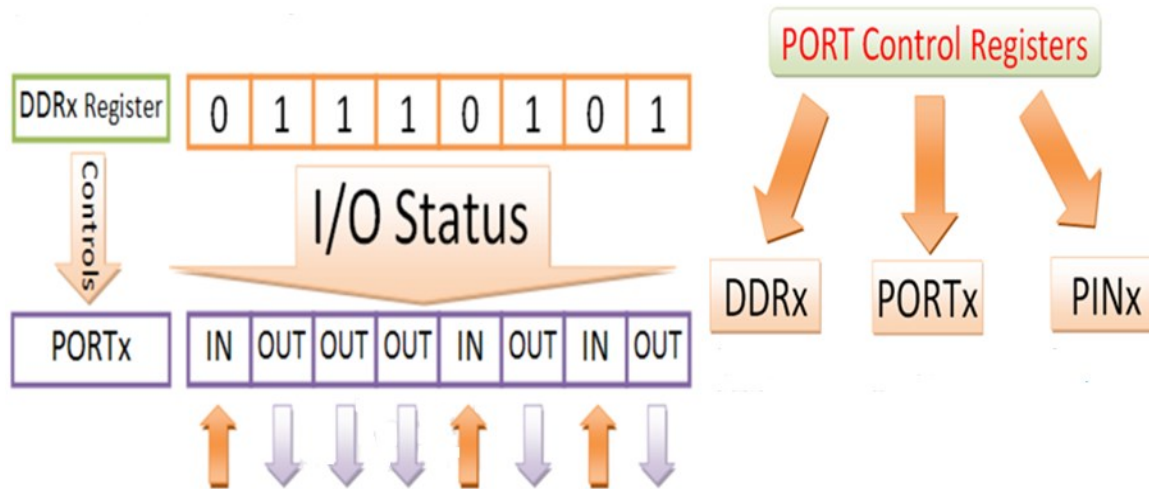 PORT Control Registers
DDRx Register 0 1 1 1 0 1 0 1
Controls
I/O Status
DDRx PORTx PINx
PORTx IN OUT OUT OUT IN OUT IN OUT